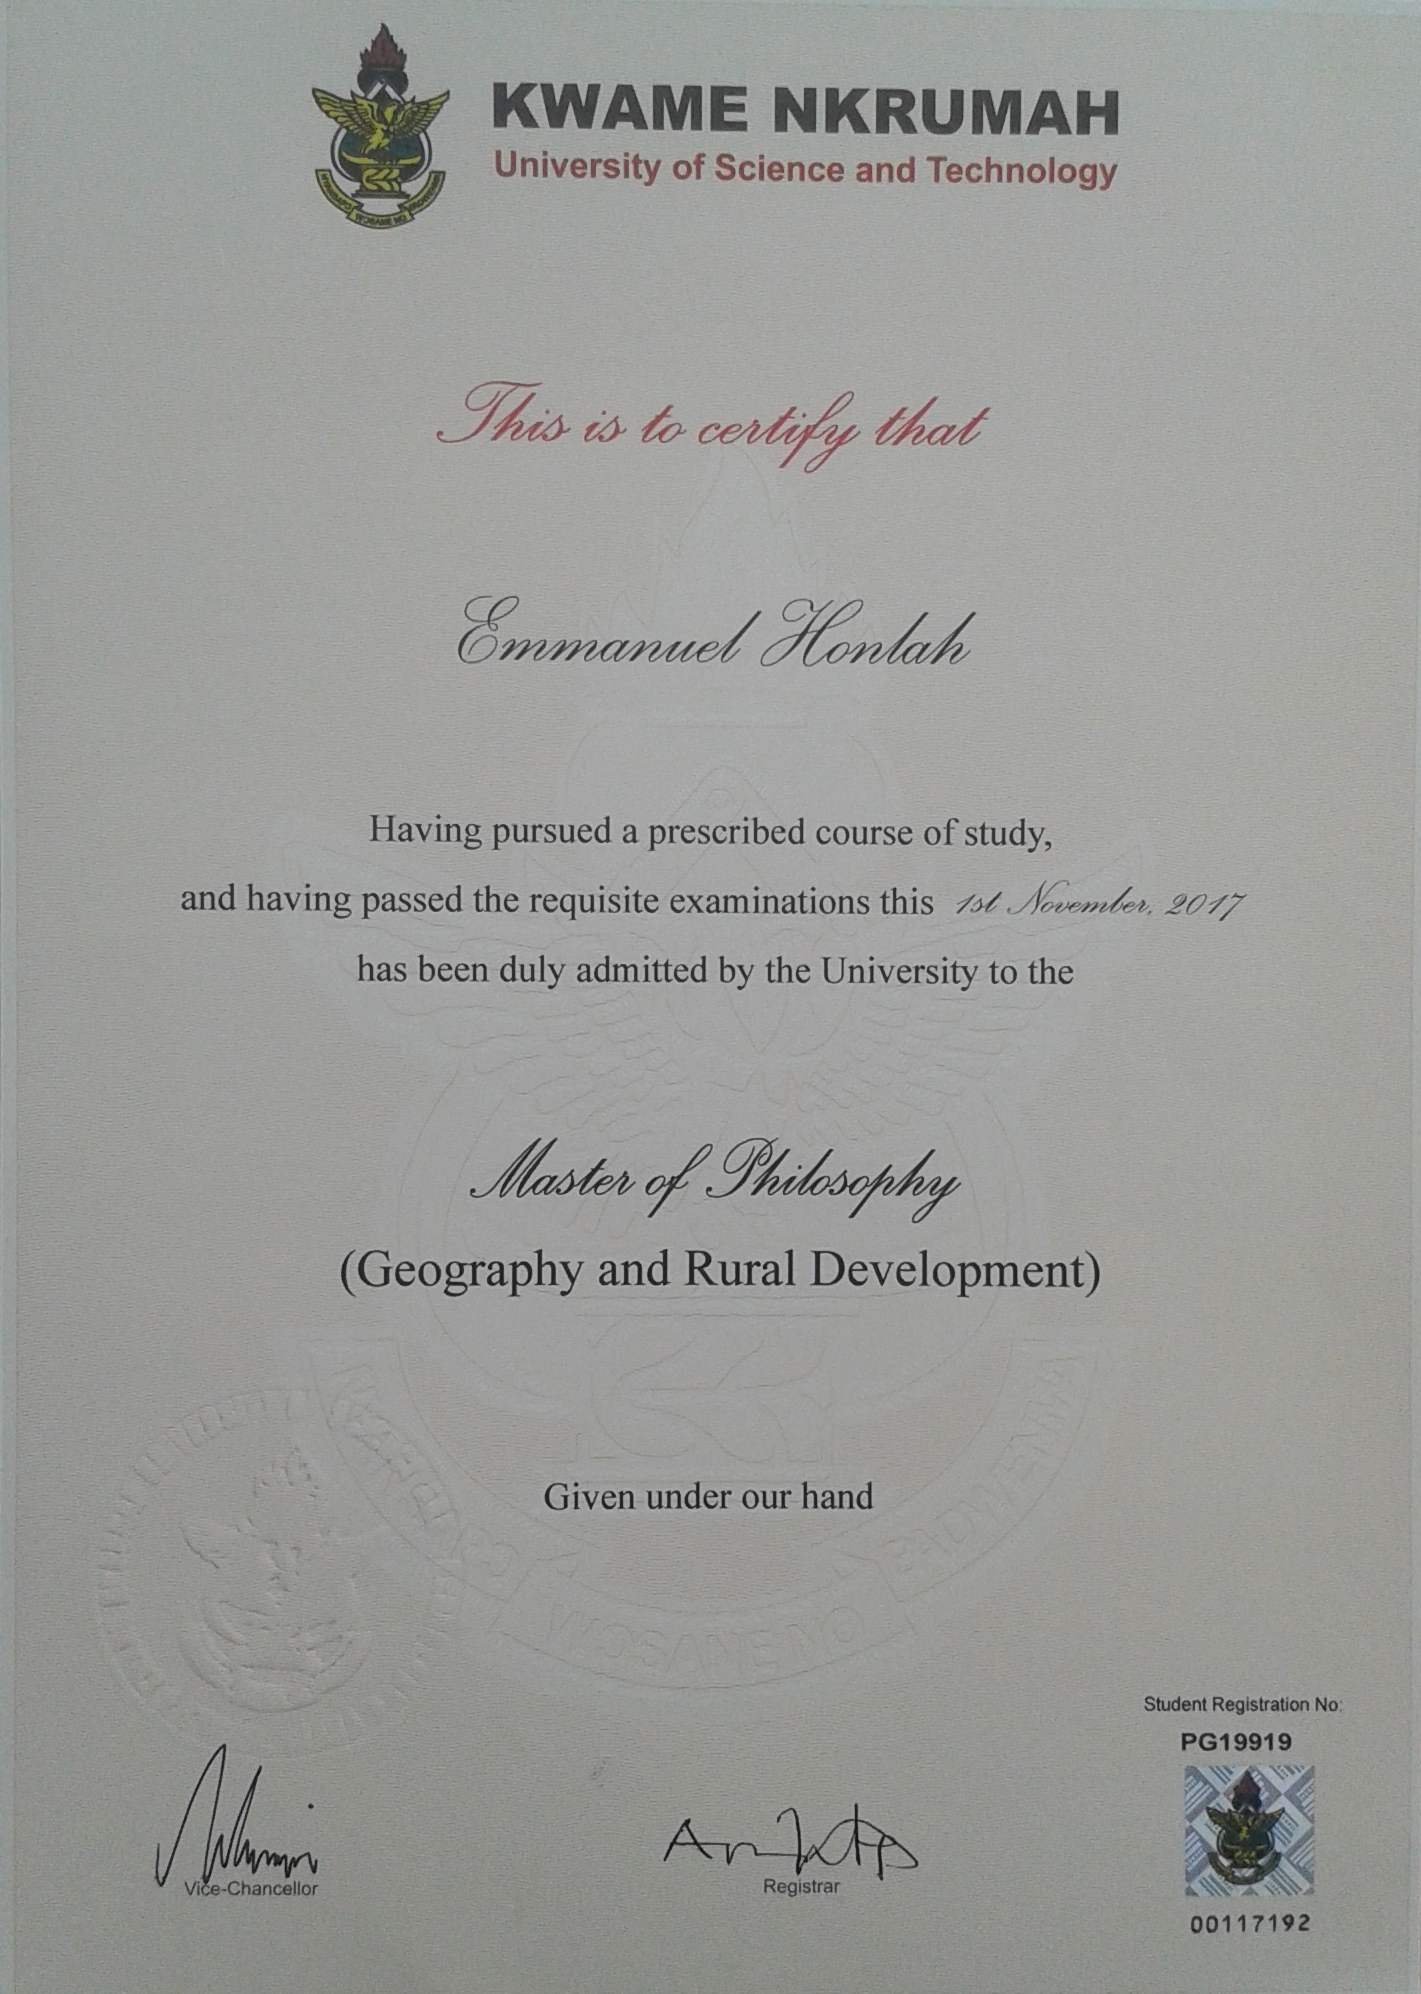 KWAME NKRUMAH
University of Science and Technology
This is to certify that
Emmanuel Honlah
Having pursued a prescribed course of study,
and having passed the requisite examinations this 1st November, 2017
has been duly admitted by the University to the
Master of Philosophy
(Geography and Rural Development)
Given under our hand
WOSANE NO
BADWENMA
Student Registration No:
PG19919
Vice-Chancellor
Registrar
00117192